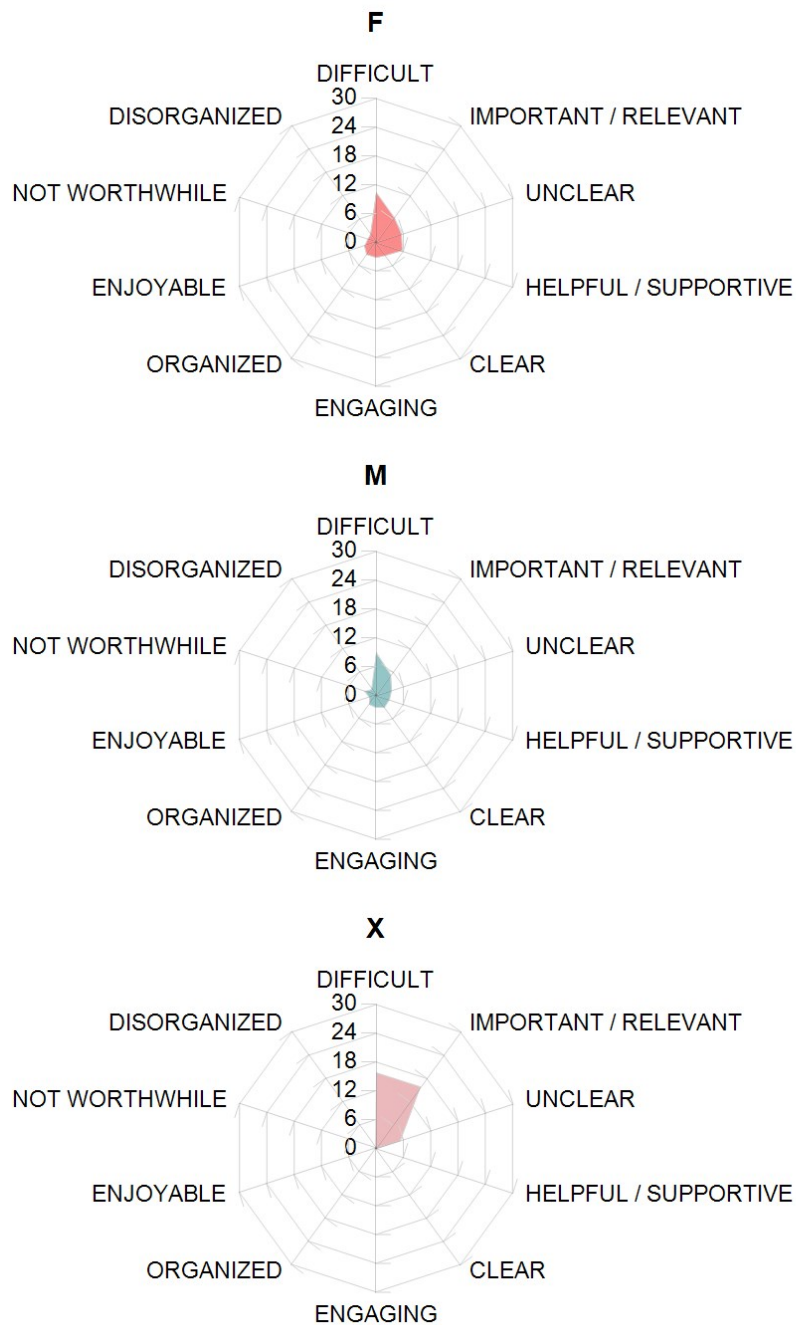 F
DIFFICULT
30
DISORGANIZED
IMPORTANT / RELEVANT
24
18
NOT WORTHWHILE
UNCLEAR
12
6
0
ENJOYABLE
HELPFUL / SUPPORTIVE
ORGANIZED
CLEAR
ENGAGING
M
DIFFICULT
30
DISORGANIZED
IMPORTANT / RELEVANT
24
18
NOT WORTHWHILE
UNCLEAR
12
6
0
ENJOYABLE
HELPFUL / SUPPORTIVE
ORGANIZED
CLEAR
ENGAGING
X
DIFFICULT
30
DISORGANIZED
IMPORTANT / RELEVANT
24
18
NOT WORTHWHILE
UNCLEAR
12
6
0
ENJOYABLE
HELPFUL / SUPPORTIVE
ORGANIZED
CLEAR
ENGAGING